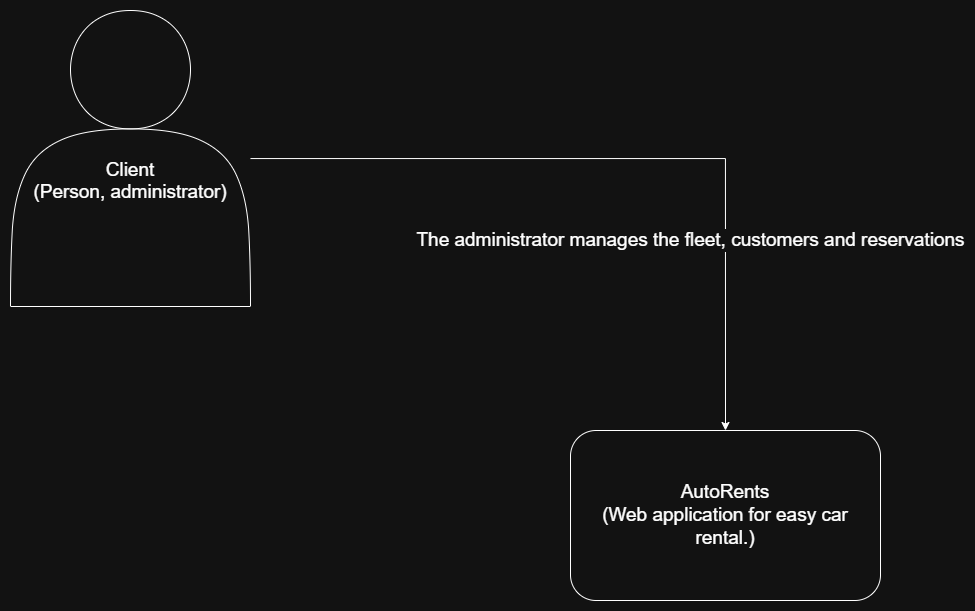 Client
(Person, administrator)
The administrator manages the fleet, customers and reservations
AutoRents
(Web application for easy car
rental.)